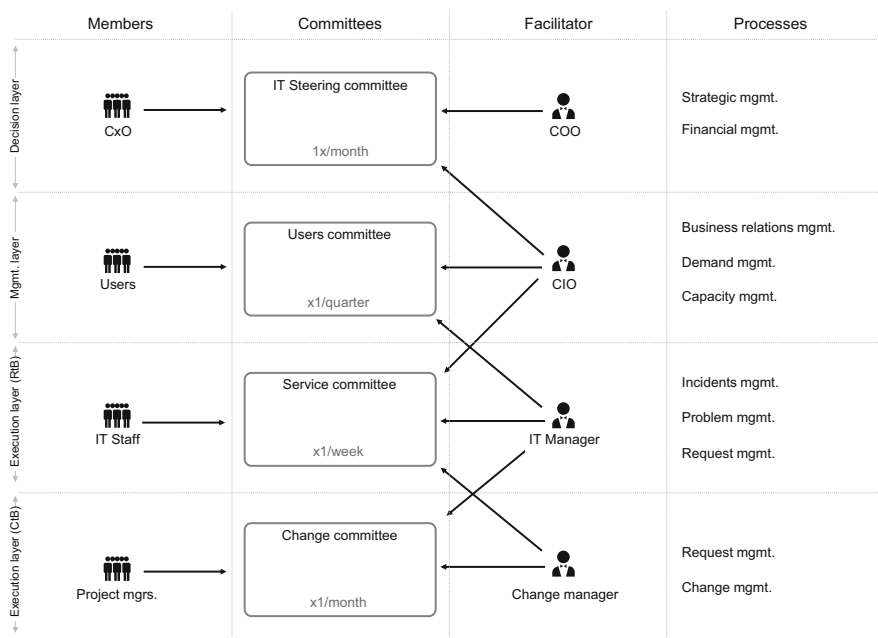 Members
Committees
Facilitator
Processes
Decision layer
CxO
IT Steering committee
1x/month
COO
Strategic mgmt.
Financial mgmt.
Mgmt. layer
Users
Users committee
x1/quarter
CIO
Business relations mgmt.
Demand mgmt.
Capacity mgmt.
Execution layer (RtB)
IT Staff
Service committee
x1/week
IT Manager
Incidents mgmt.
Problem mgmt.
Request mgmt.
Execution layer (CtB)
Project mgrs.
Change committee
x1/month
Change manager
Request mgmt.
Change mgmt.